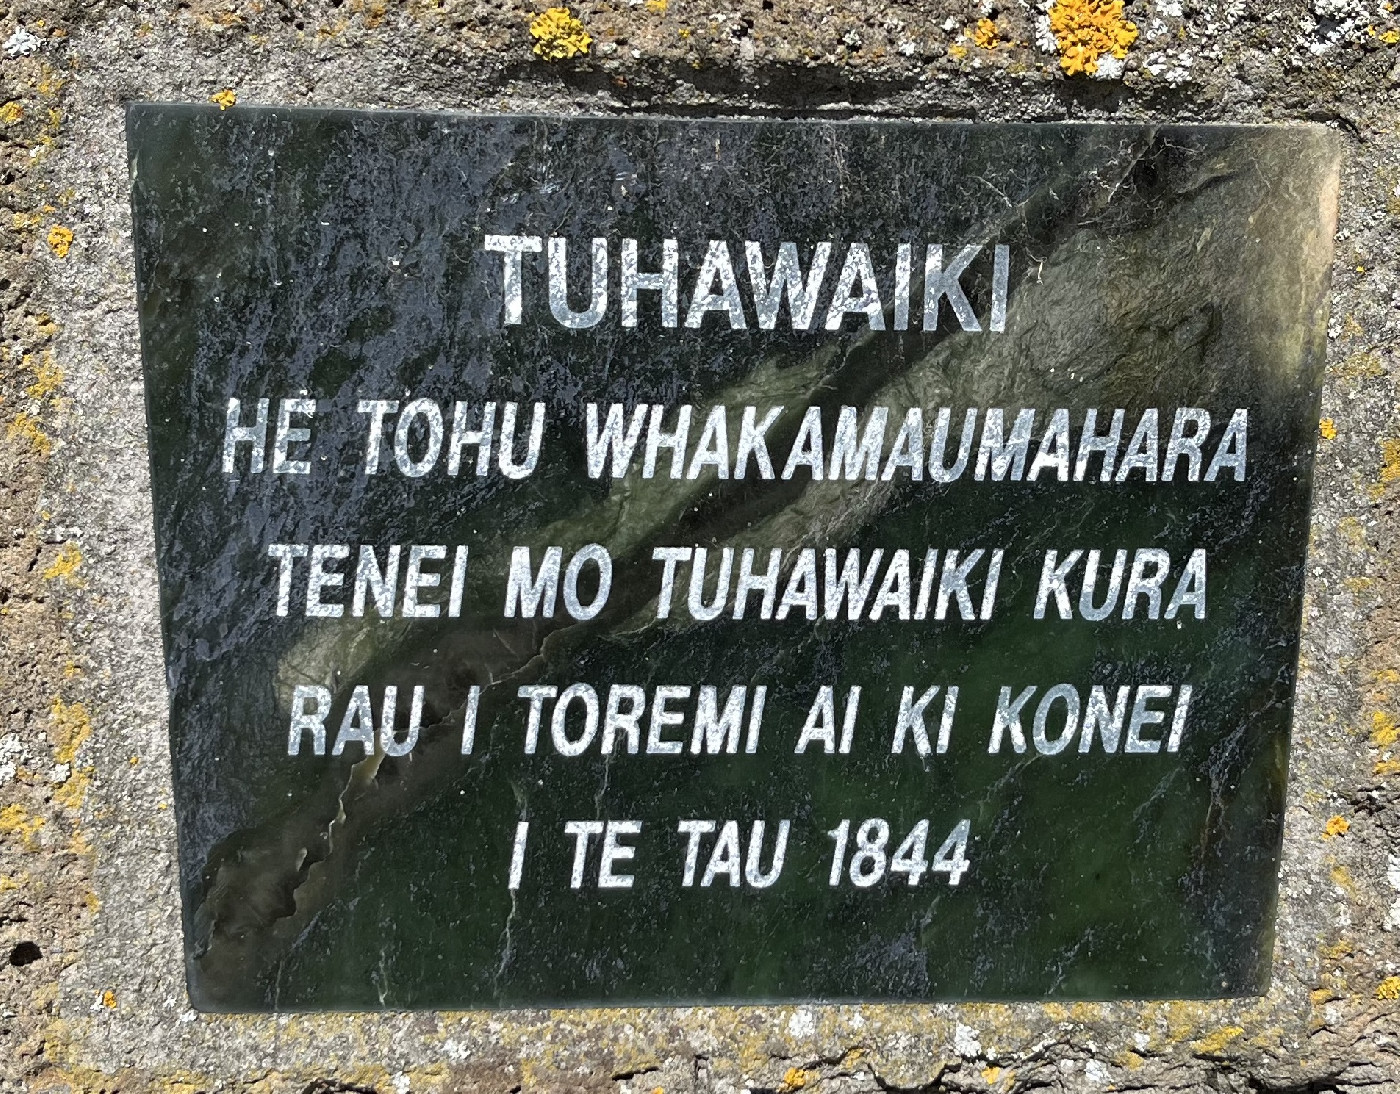 TUHAWAIKI
HE TOHU WHAKAMAUMAHARA
TENEI MO TUHAWAIKI KURA
RAU I TOREMI AI KI KONEI
I TE TAU 1844